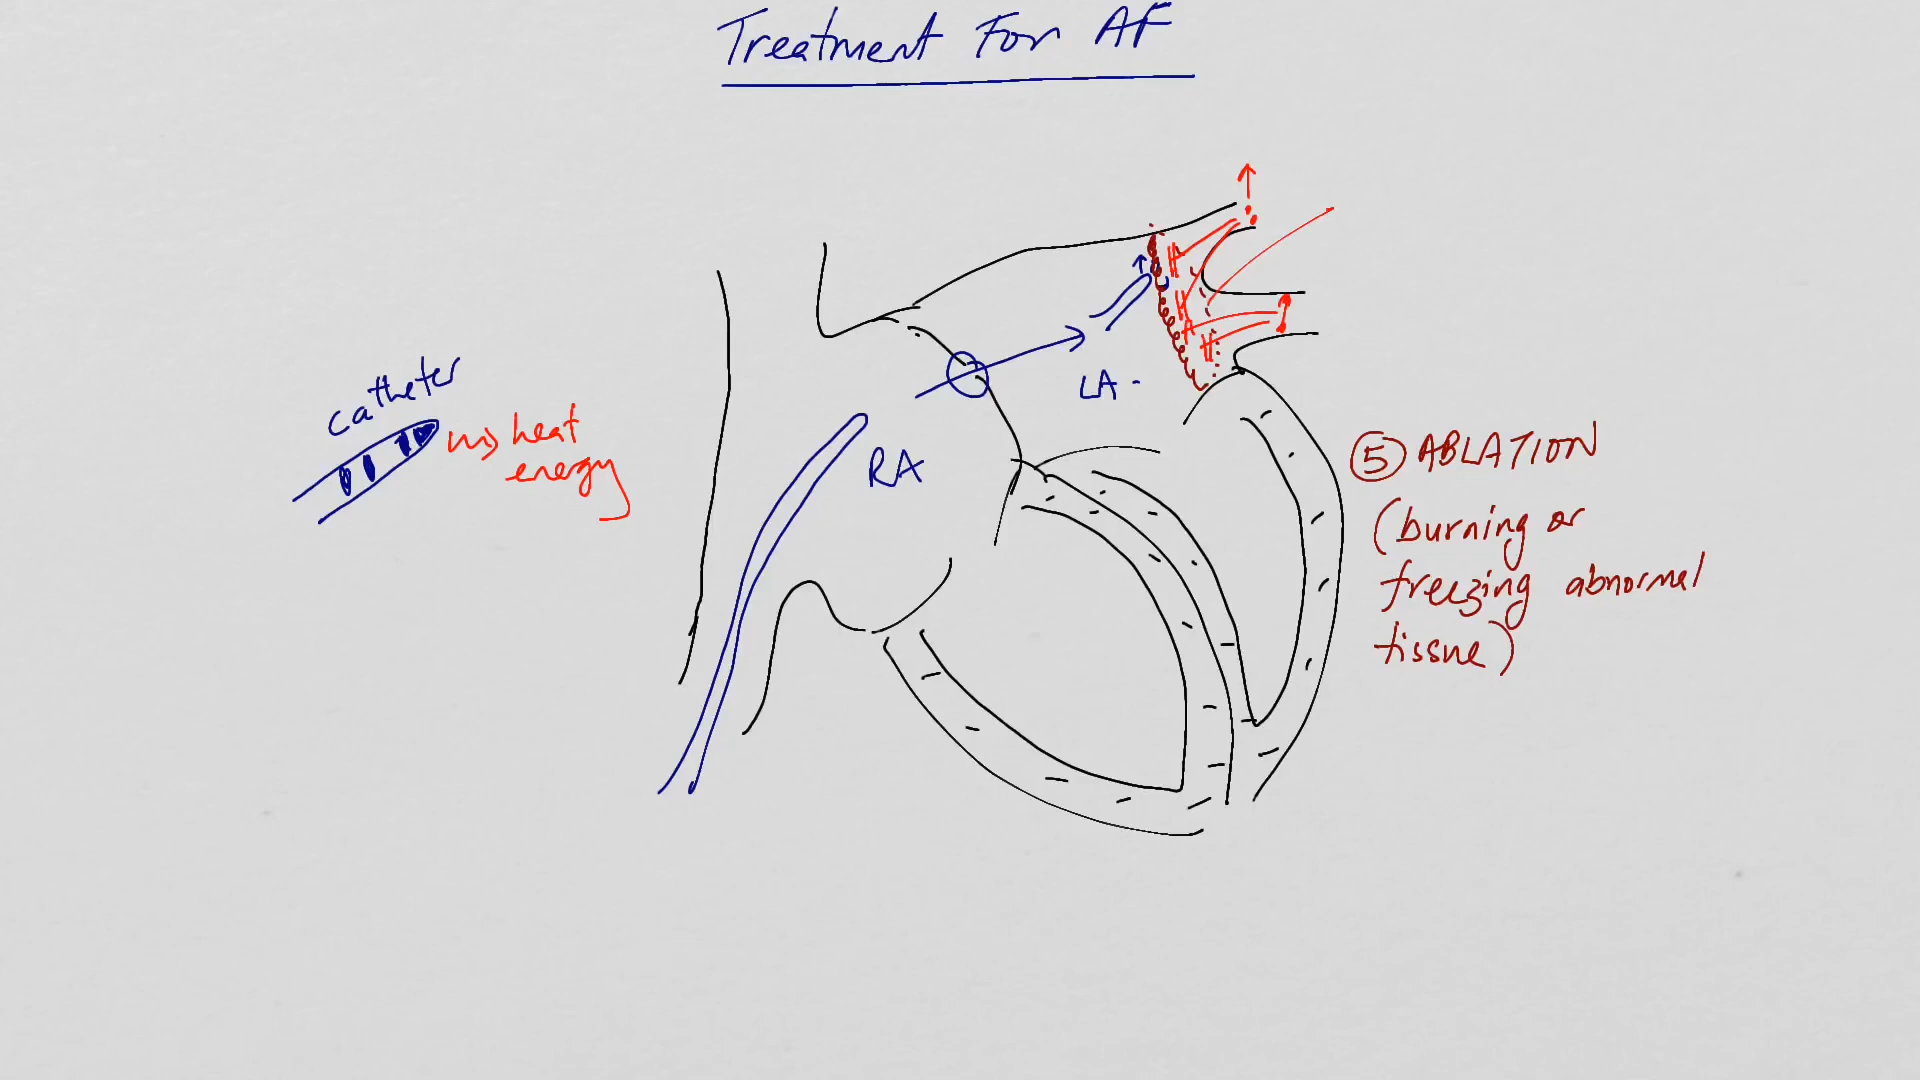 Treatment For AF
catheter
heat
energy
LA
RA
⑤ ABLATION
(burning or
freezing abnormal
tissue)